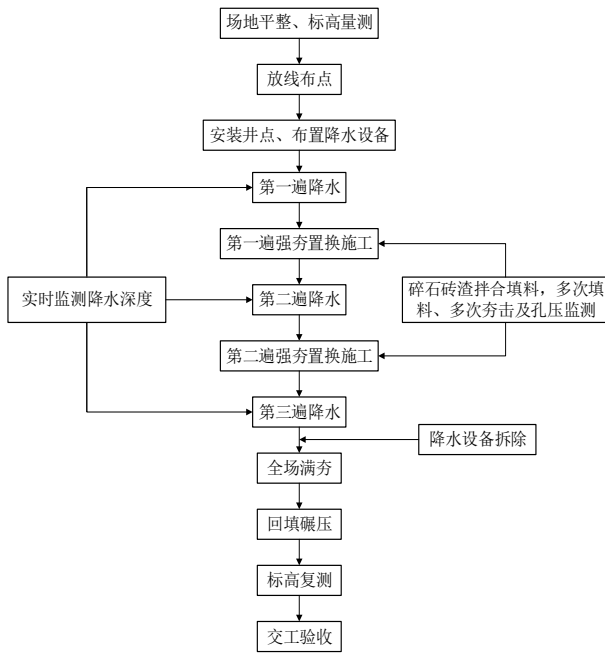 场地平整、标高量测
放线布点
安装井点、布置降水设备
第一遍降水
第一遍强夯置换施工
实时监测降水深度
第二遍降水
碎石砖渣拌合填料，多次填
料、多次夯击及孔压监测
第二遍强夯置换施工
第三遍降水
降水设备拆除
全场满夯
回填碾压
标高复测
交工验收